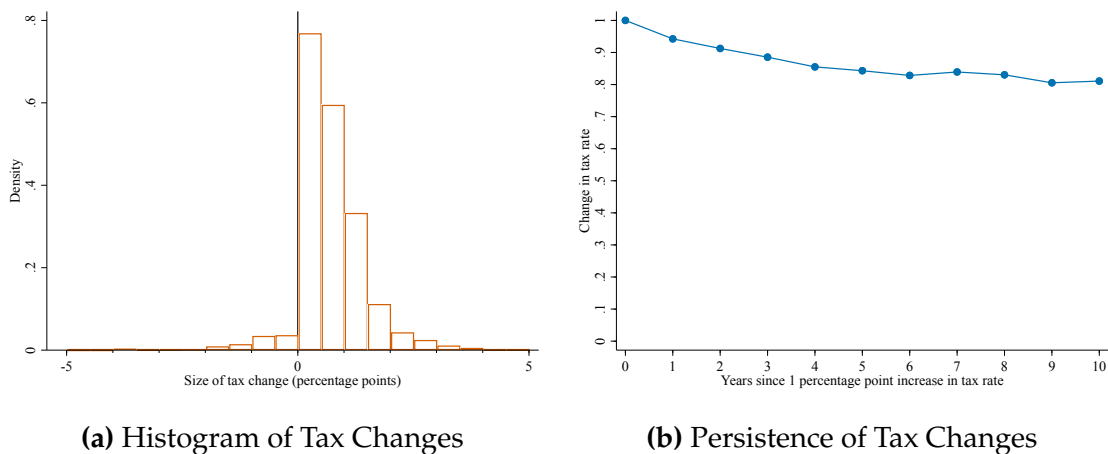 Density
0 .2 .4 .6 .8
-5 0 5
Size of tax change (percentage points)
(a) Histogram of Tax Changes
Change in tax rate
0 .1 .2 .3 .4 .5 .6 .7 .8 .9 1
0 1 2 3 4 5 6 7 8 9 10
Years since 1 percentage point increase in tax rate
(b) Persistence of Tax Changes